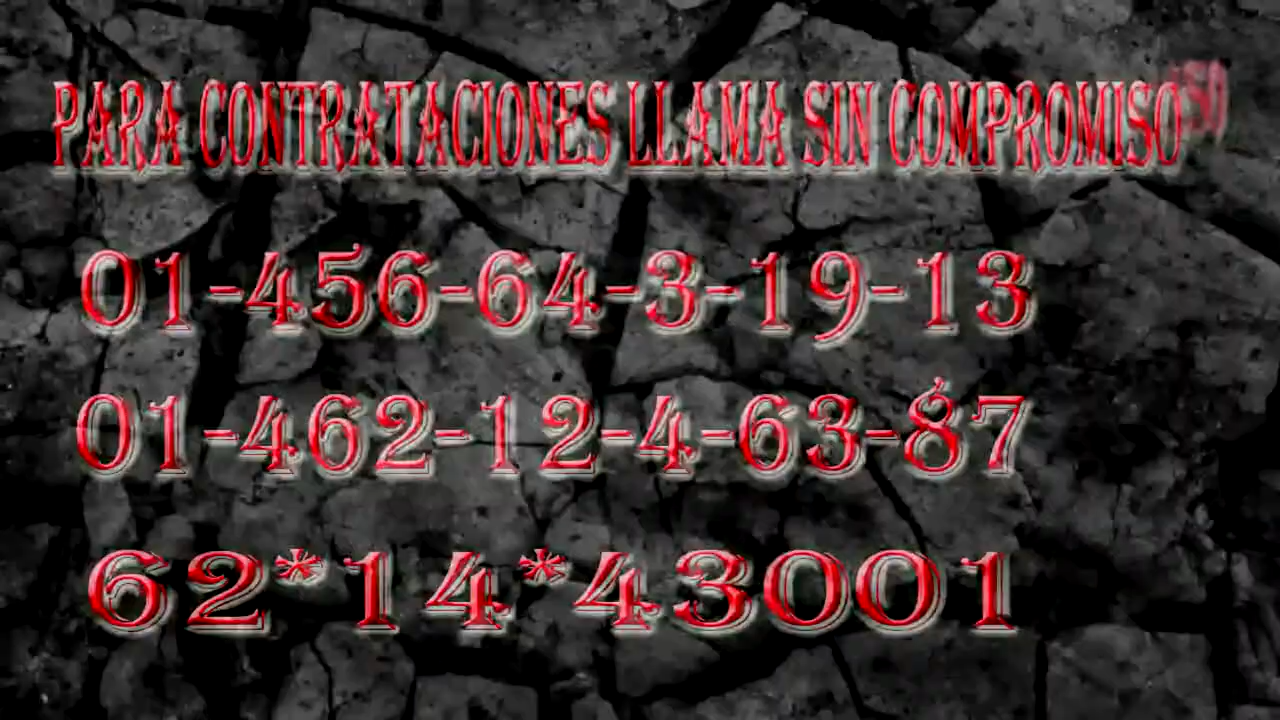 PARA CONTRATACIONES LLAMA SIN COMPROMISO
01-456-64-3-19-13
01-462-12-4-63-87
62*14*43001